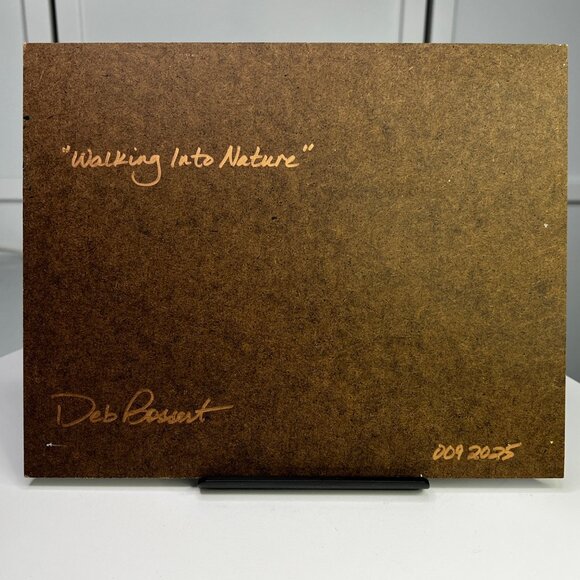 "Walking Into Nature"
Deb Bossert
009 2025